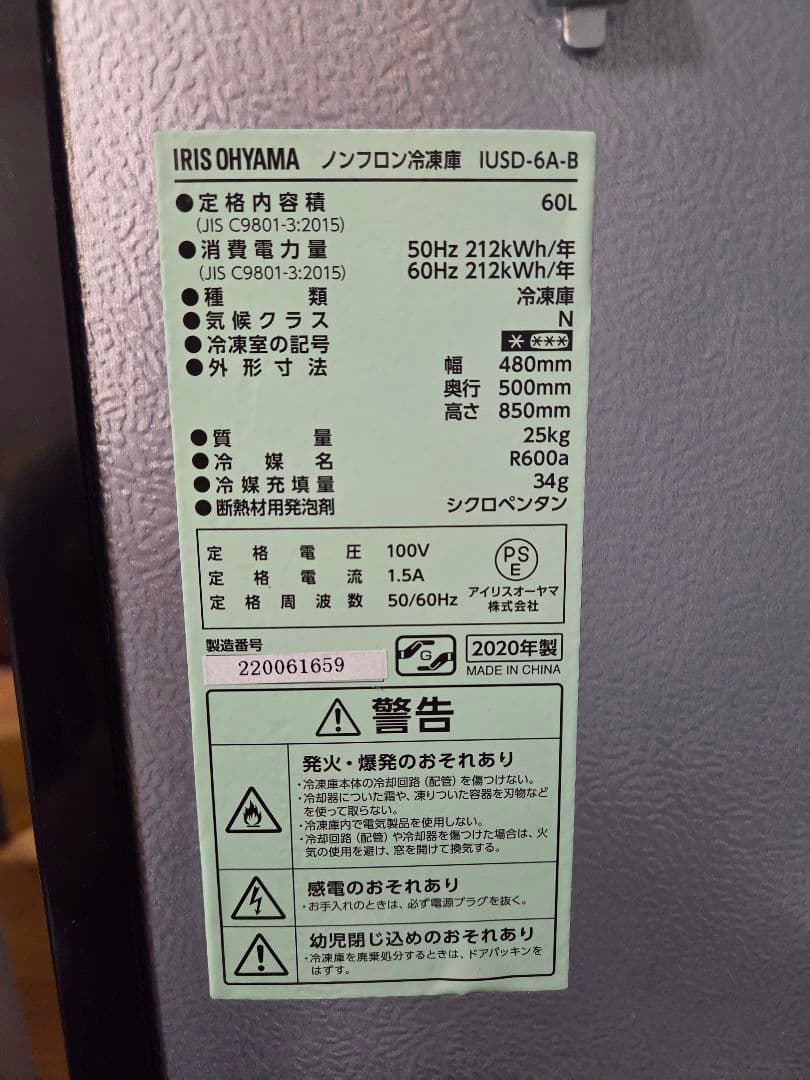 IRIS OHYAMA ノンフロン冷凍庫 IUSD-6A-B
●定格内容積 60L
(JIS C9801-3:2015)
●消費電力量 50Hz 212kWh/年
(JIS C9801-3:2015) 60Hz 212kWh/年
●種類 冷凍庫
●気候クラス N
●冷凍室の記号 * ***
●外形寸法 幅 480mm
奥行 500mm
高さ 850mm
●質量 25kg
●冷媒名 R600a
●冷媒充填量 34g
●断熱材用発泡剤 シクロペンタン
定格電圧 100V
定格電流 1.5A
定格周波数 50/60Hz
PS
E
アイリスオーヤマ
株式会社
製造番号
220061659
G
2020年製
MADE IN CHINA
警告
発火・爆発のおそれあり
・冷凍庫本体の冷却回路（配管）を傷つけない。
・冷却器についた霜や、凍りついた容器を刃物など
を使って取らない。
・冷凍庫内で電気製品を使用しない。
・冷却回路（配管）や冷却器を傷つけた場合は、火
気の使用を避け、窓を開けて換気する。
感電のおそれあり
・お手入れのときは、必ず電源プラグを抜く。
幼児閉じ込めのおそれあり
・冷凍庫を廃棄処分するときは、ドアパッキンを
はずす。